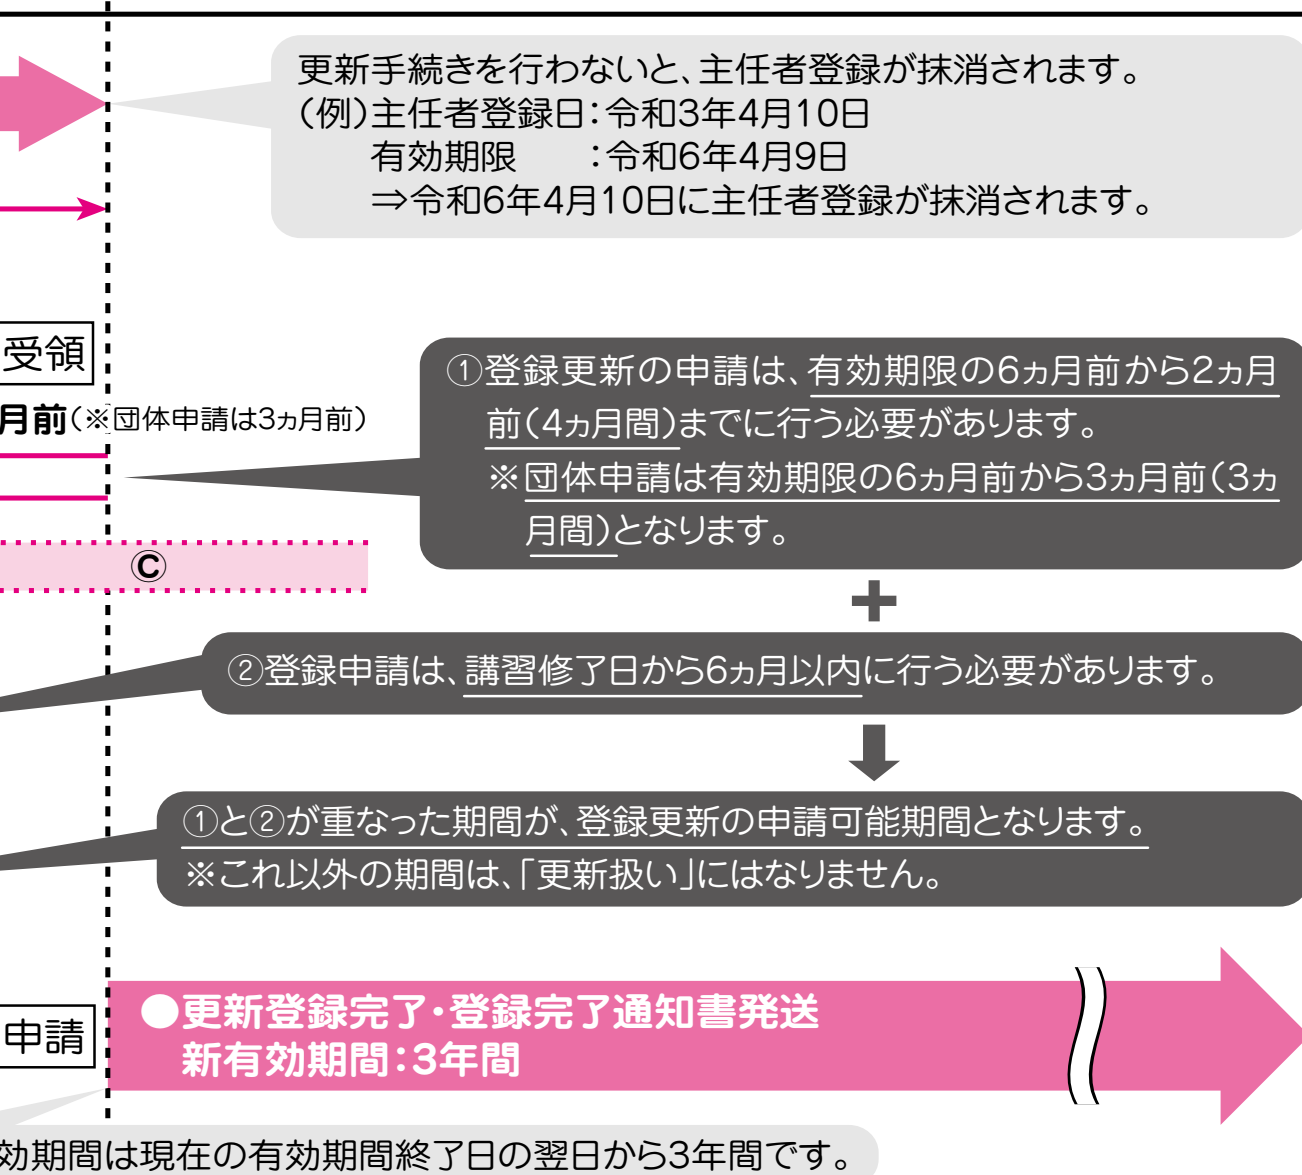 更新手続きを行わないと、主任者登録が抹消されます。
(例)主任者登録日：令和3年4月10日
有効期限　　：令和6年4月9日
⇒令和6年4月10日に主任者登録が抹消されます。
受領
月前(※団体申請は3ヵ月前)
①登録更新の申請は、有効期限の6ヵ月前から2ヵ月
前(4ヵ月間)までに行う必要があります。
※団体申請は有効期限の6ヵ月前から3ヵ月前(3ヵ
月間)となります。
Ⓒ
+
②登録申請は、講習修了日から6ヵ月以内に行う必要があります。
①と②が重なった期間が、登録更新の申請可能期間となります。
※これ以外の期間は、「更新扱い」にはなりません。
申請
●更新登録完了・登録完了通知書発送
新有効期間：3年間
効期間は現在の有効期間終了日の翌日から3年間です。